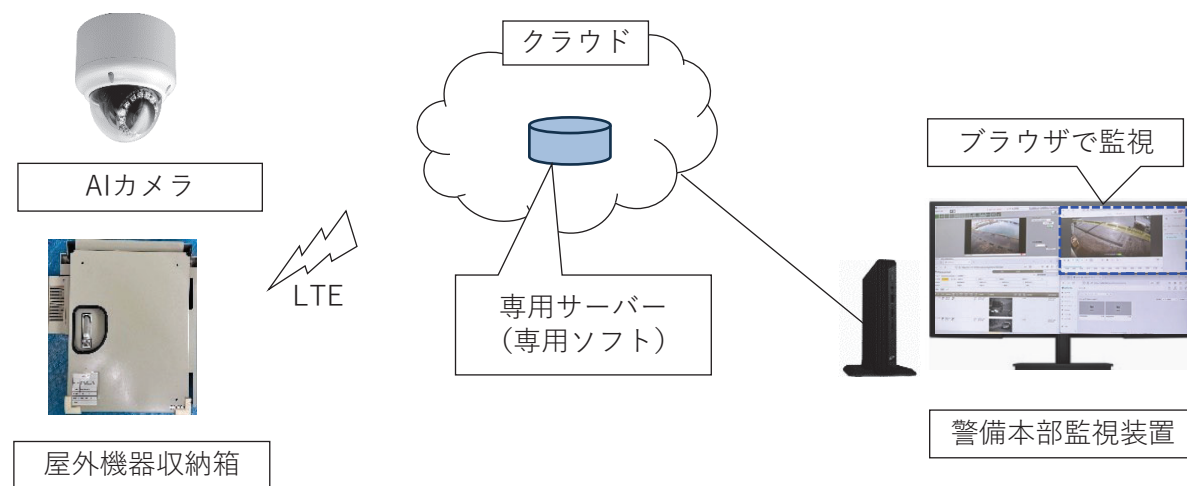 クラウド
ブラウザで監視
AIカメラ
LTE
専用サーバー
(専用ソフト)
警備本部監視装置
屋外機器収納箱